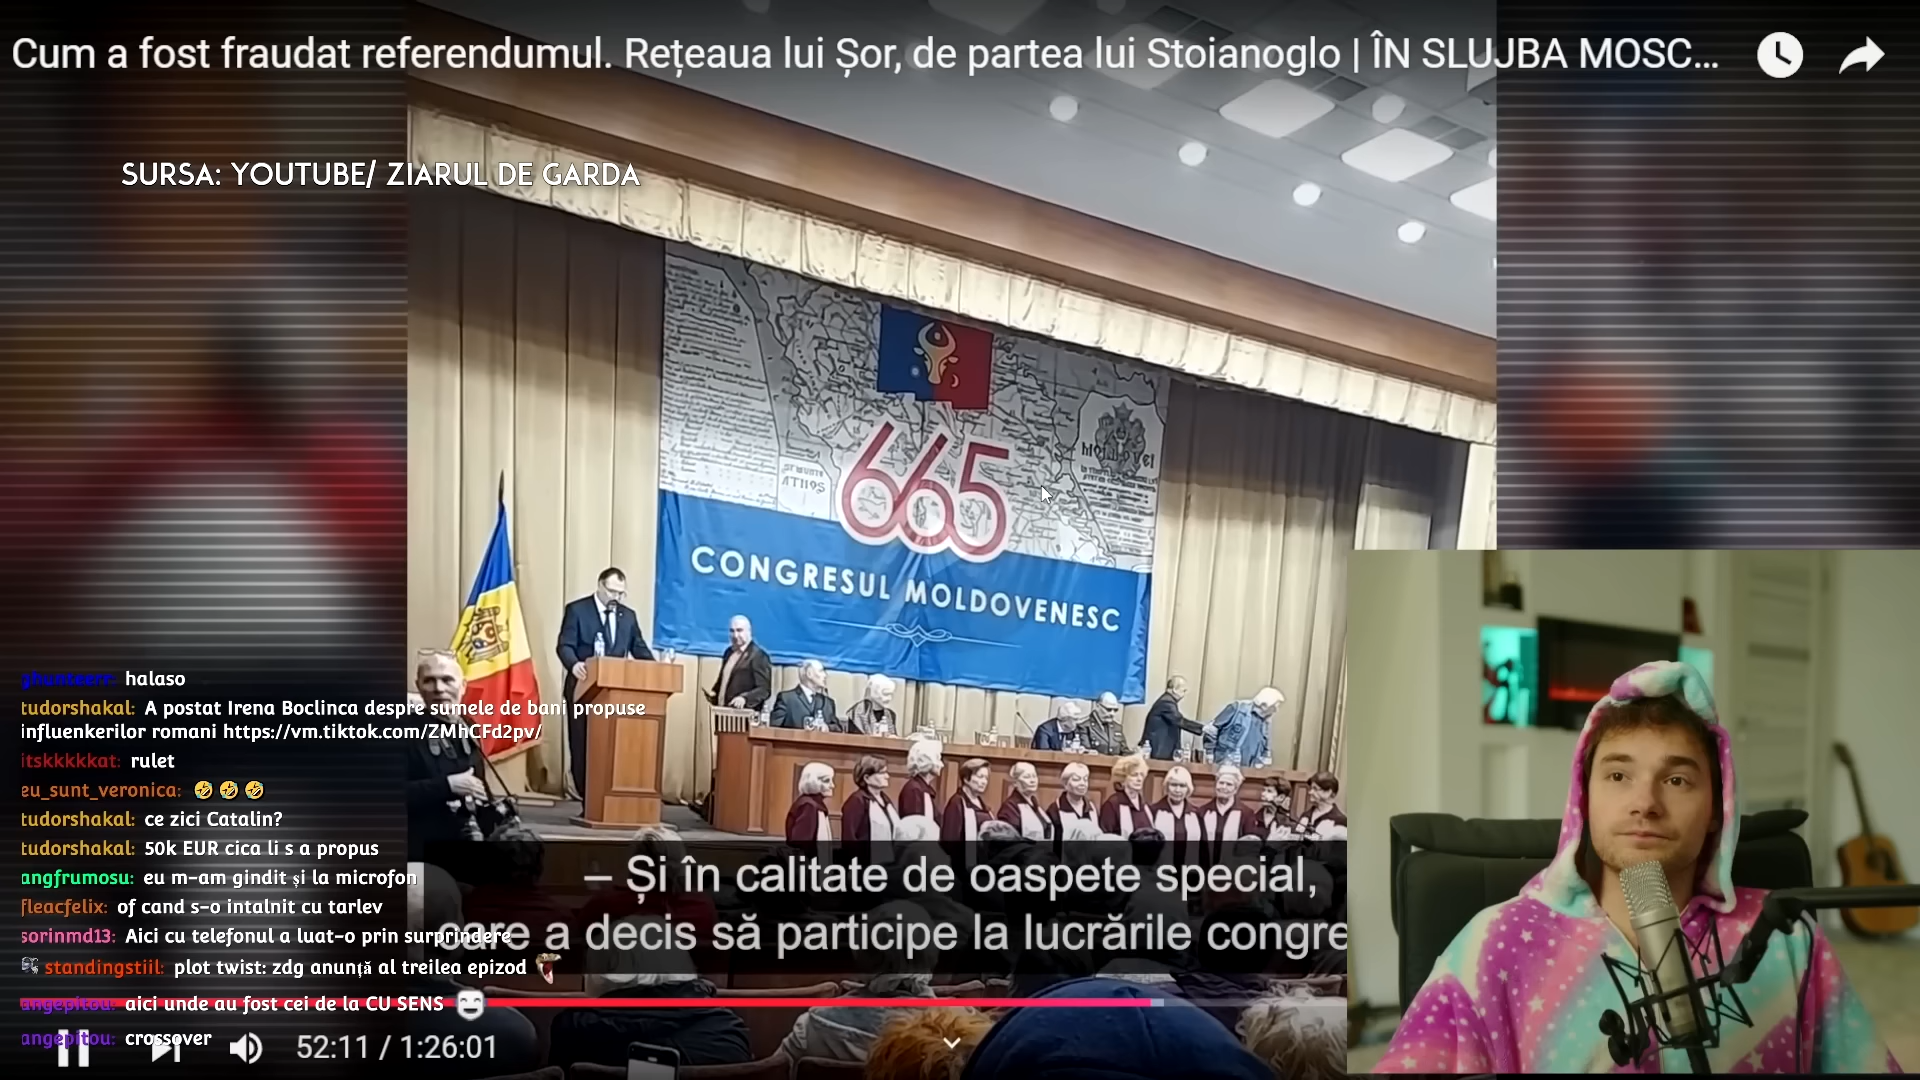 Cum a fost fraudat referendumul. Rețeaua lui Șor, de partea lui Stoianoglo | ÎN SLUJBA MOSC...
SURSA: YOUTUBE/ ZIARUL DE GARDA
665
CONGRESUL MOLDOVENESC
ghunteerr: halaso
tudorshakal: A postat Irena Boclinca despre sumele de bani propuse
influenkerilor romani https://vm.tiktok.com/ZMhCFd2pv/
itskkkkkat: rulet
eu_sunt_veronica: 🤣 🤣 🤣
tudorshakal: ce zici Catalin?
tudorshakal: 50k EUR cica li s a propus
angfrumosu: eu m-am gindit și la microfon
fleacfelix: of cand s-o intalnit cu tarlev
sorinmd13: Aici cu telefonul a luat-o prin surprindere
standingstiil: plot twist: zdg anunță al treilea epizod
angepitou: aici unde au fost cei de la CU SENS
angepitou: crossover
– Și în calitate de oaspete special,
care a decis să participe la lucrările congre
52:11 / 1:26:01